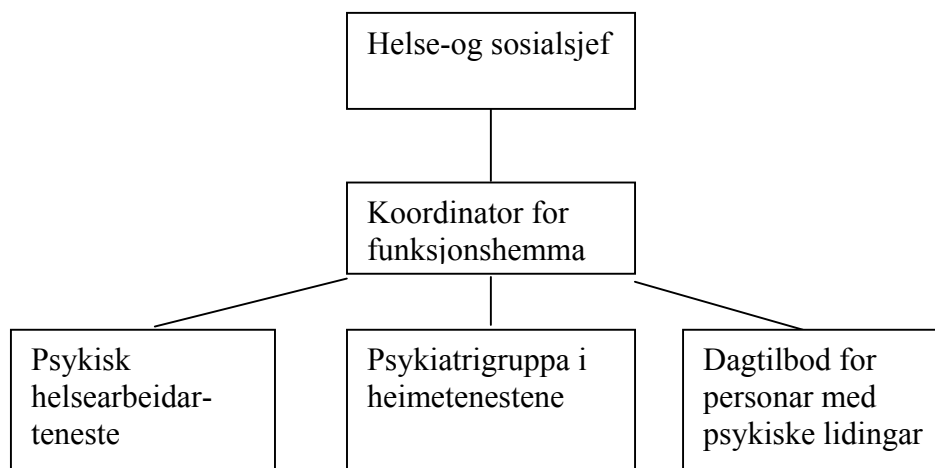 Helse-og sosialsjef
Koordinator for
funksjonshemma
Psykisk
helsearbeidar-
teneste
Psykiatrigruppa i
heimetenestene
Dagtilbod for
personar med
psykiske lidingar